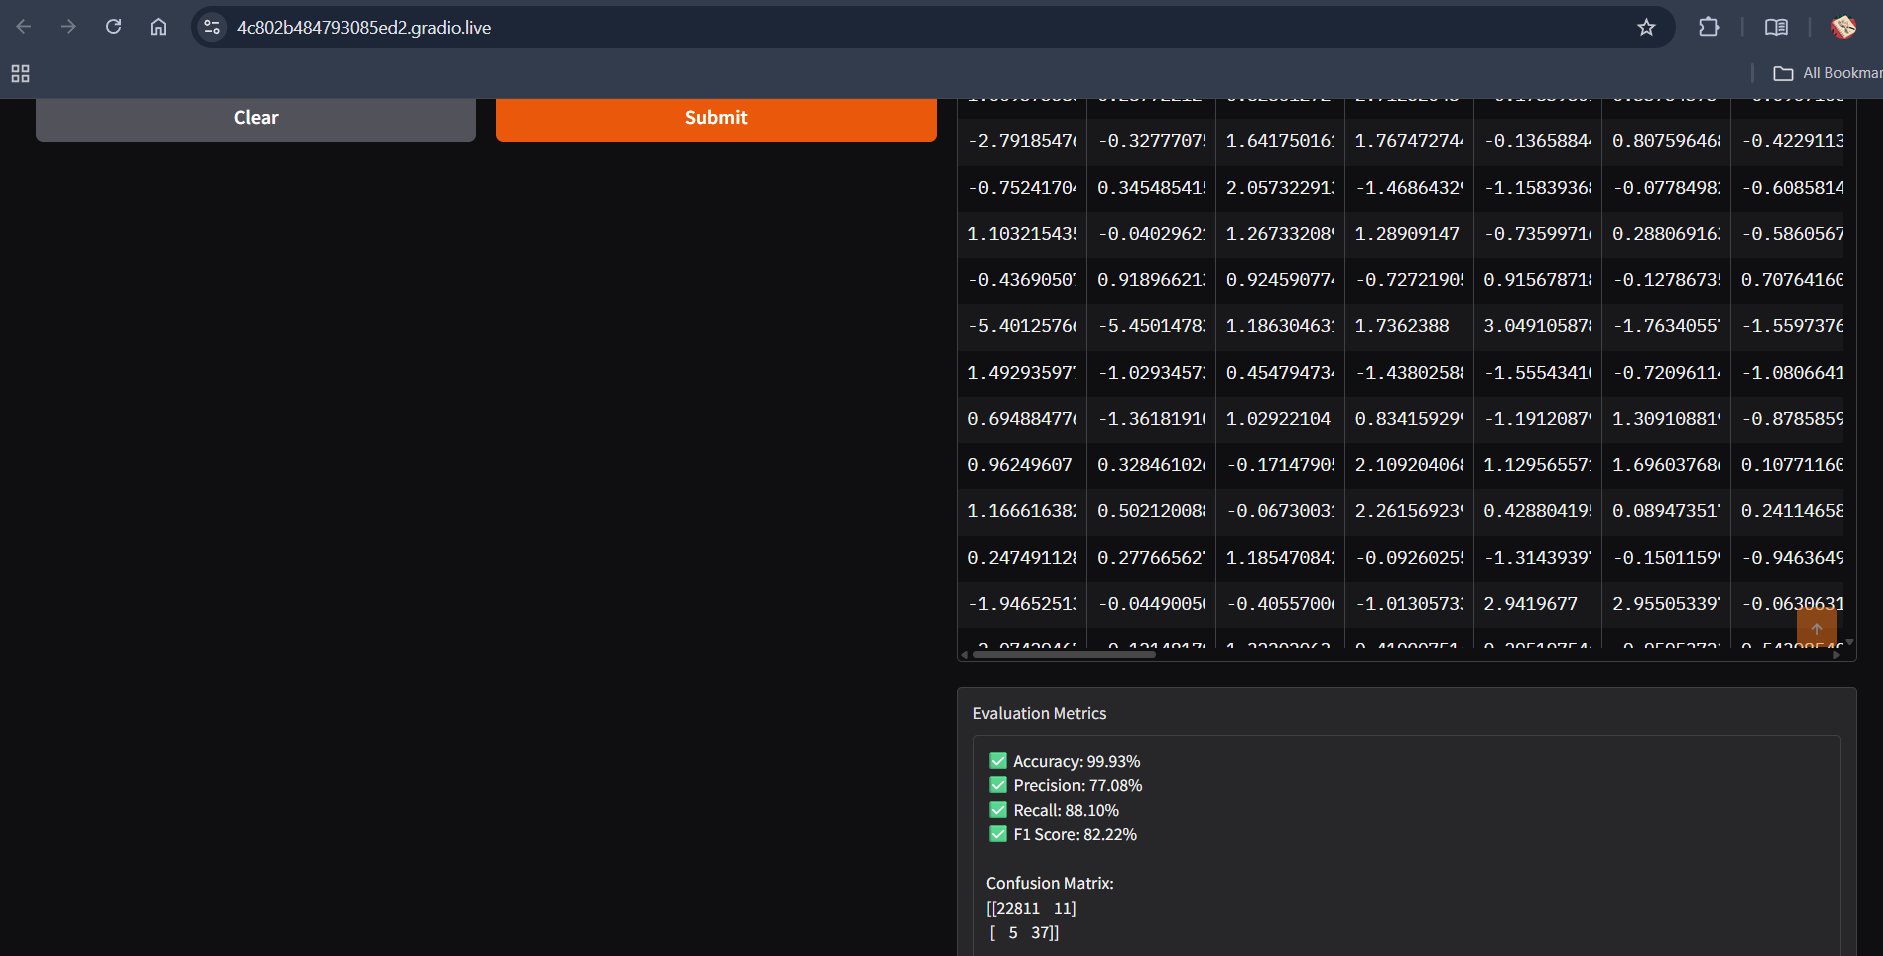 4c802b484793085ed2.gradio.live
All Bookmar
Clear
Submit
-2.7918547 -0.3277707 1.64175016 1.76747274 -0.1365884 0.80759646 -0.4229113
-0.7524170 0.34548541 2.05732291 -1.4686432 -1.1583936 -0.0778498 -0.6085814
1.10321543 -0.0402962 1.26733208 1.28909147 -0.7359971 0.28806916 -0.5860567
-0.4369050 0.91896621 0.92459077 -0.7272190 0.91567871 -0.1278673 0.70764160
-5.4012576 -5.4501478 1.18630463 1.7362388 3.04910587 -1.7634055 -1.5597376
1.49293597 -1.0293457 0.45479473 -1.4380258 -1.5554341 -0.7209611 -1.0806641
0.69488477 -1.3618191 1.02922104 0.83415929 -1.1912087 1.30910881 -0.8785859
0.96249607 0.32846102 -0.1714790 2.10920406 1.12956557 1.69603768 0.10771160
1.16661638 0.50212008 -0.0673003 2.26156923 0.42880419 0.08947351 0.24114658
0.24749112 0.27766562 1.18547084 -0.0926025 -1.3143939 -0.1501159 -0.9463649
-1.9465251 -0.0449005 -0.4055700 -1.0130573 2.9419677 2.95505339 -0.0630631
Evaluation Metrics
✅ Accuracy: 99.93%
✅ Precision: 77.08%
✅ Recall: 88.10%
✅ F1 Score: 82.22%
Confusion Matrix:
[[22811 11]
[ 5 37]]